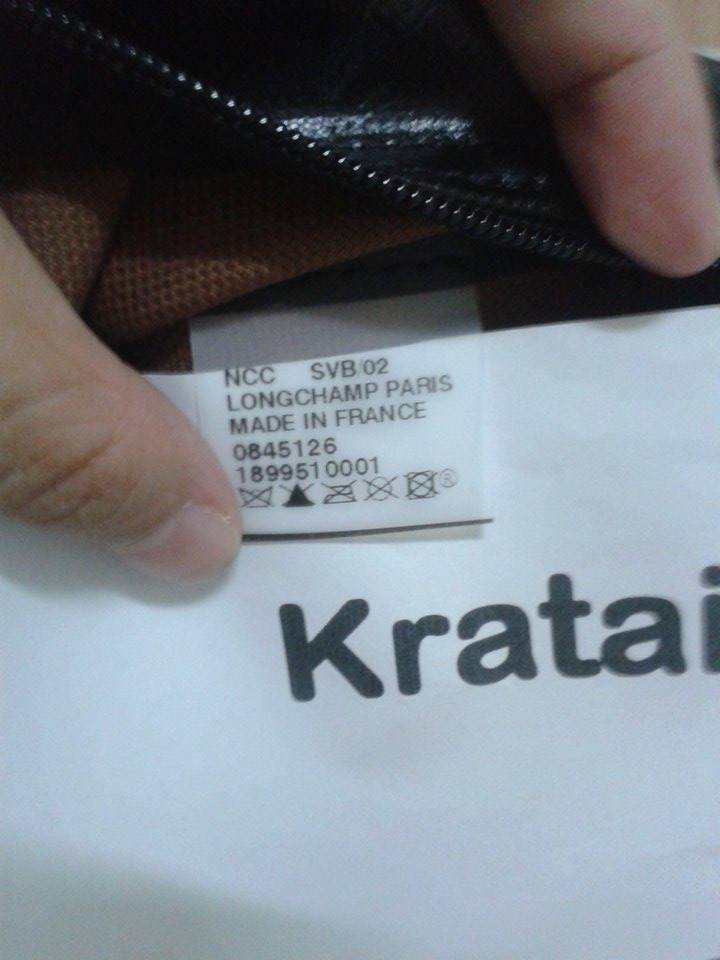 NCC SVB/02
LONGCHAMP PARIS
MADE IN FRANCE
0845126
1899510001
®
Kratai